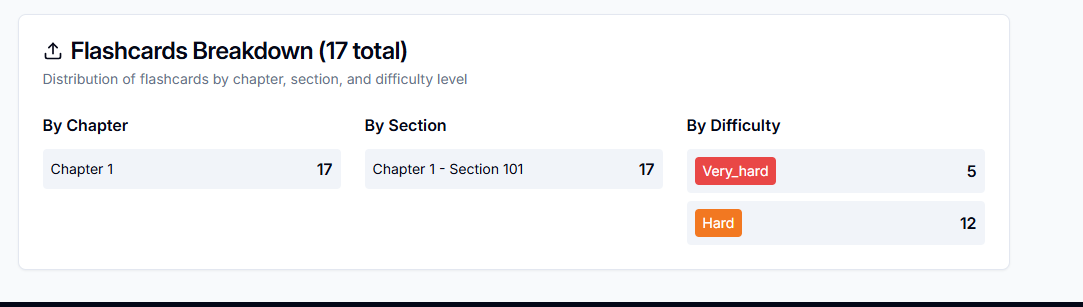 Flashcards Breakdown (17 total)
Distribution of flashcards by chapter, section, and difficulty level
By Chapter
Chapter 1 17
By Section
Chapter 1 - Section 101 17
By Difficulty
Very_hard 5
Hard 12